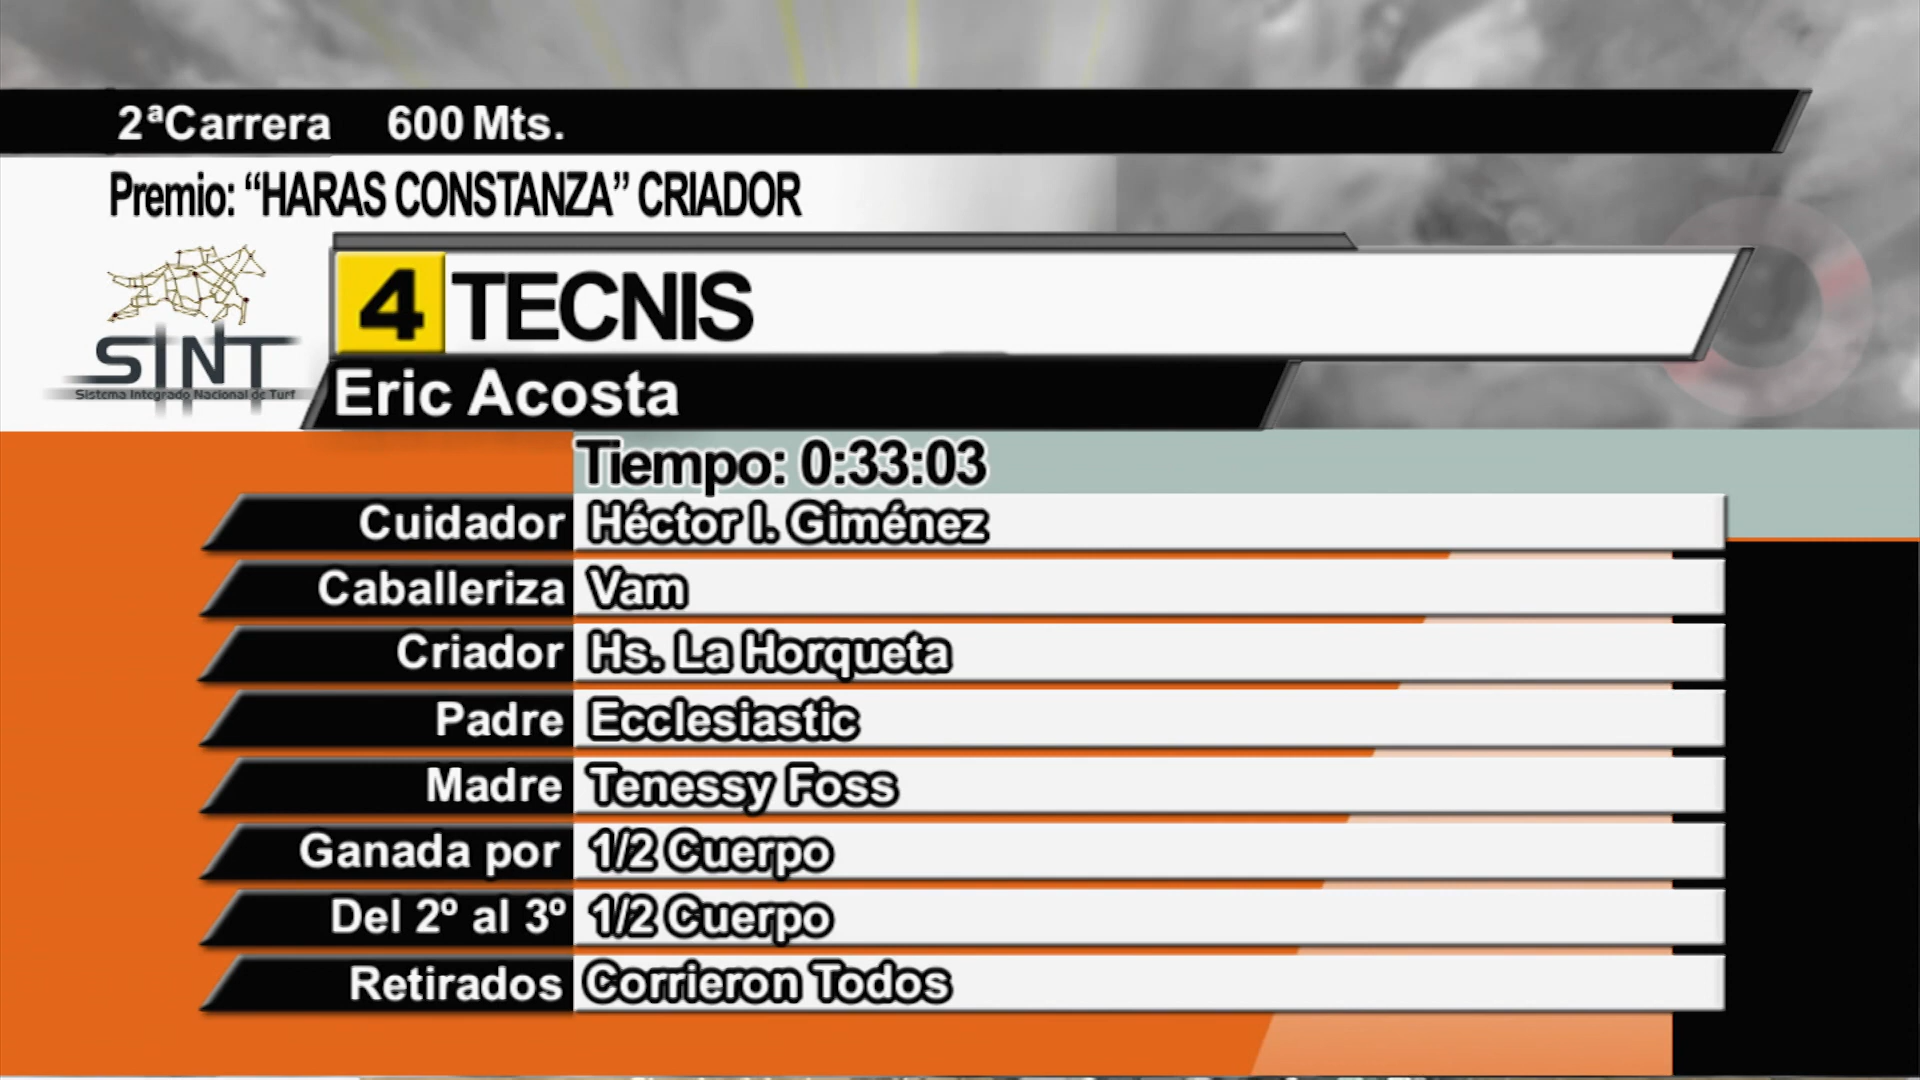 2ªCarrera 600 Mts.
Premio: “HARAS CONSTANZA” CRIADOR
4 TECNIS
SINT
Sistema Integrado Nacional de Turf
Eric Acosta
Tiempo: 0:33:03
Cuidador Héctor I. Giménez
Caballeriza Vam
Criador Hs. La Horqueta
Padre Ecclesiastic
Madre Tenessy Foss
Ganada por 1/2 Cuerpo
Del 2º al 3º 1/2 Cuerpo
Retirados Corrieron Todos